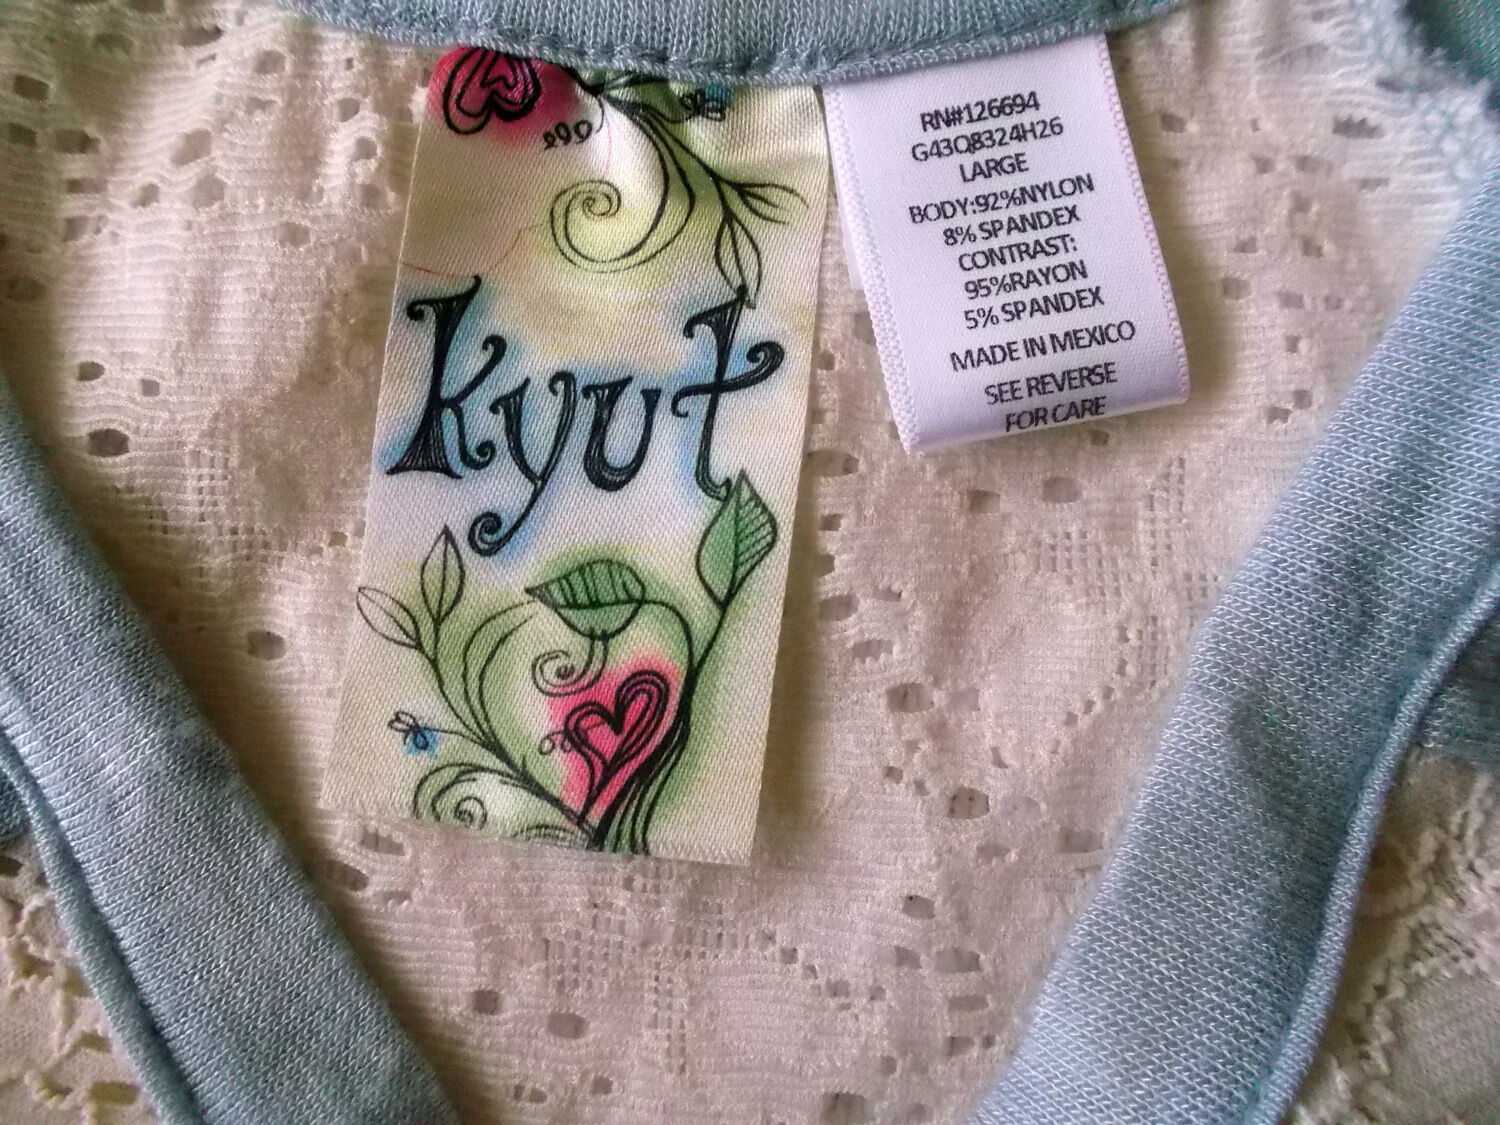 kyut
RN#126694
G43Q8324H26
LARGE
BODY:92%NYLON
8% SPANDEX
CONTRAST:
95%RAYON
5% SPANDEX
MADE IN MEXICO
SEE REVERSE
FOR CARE